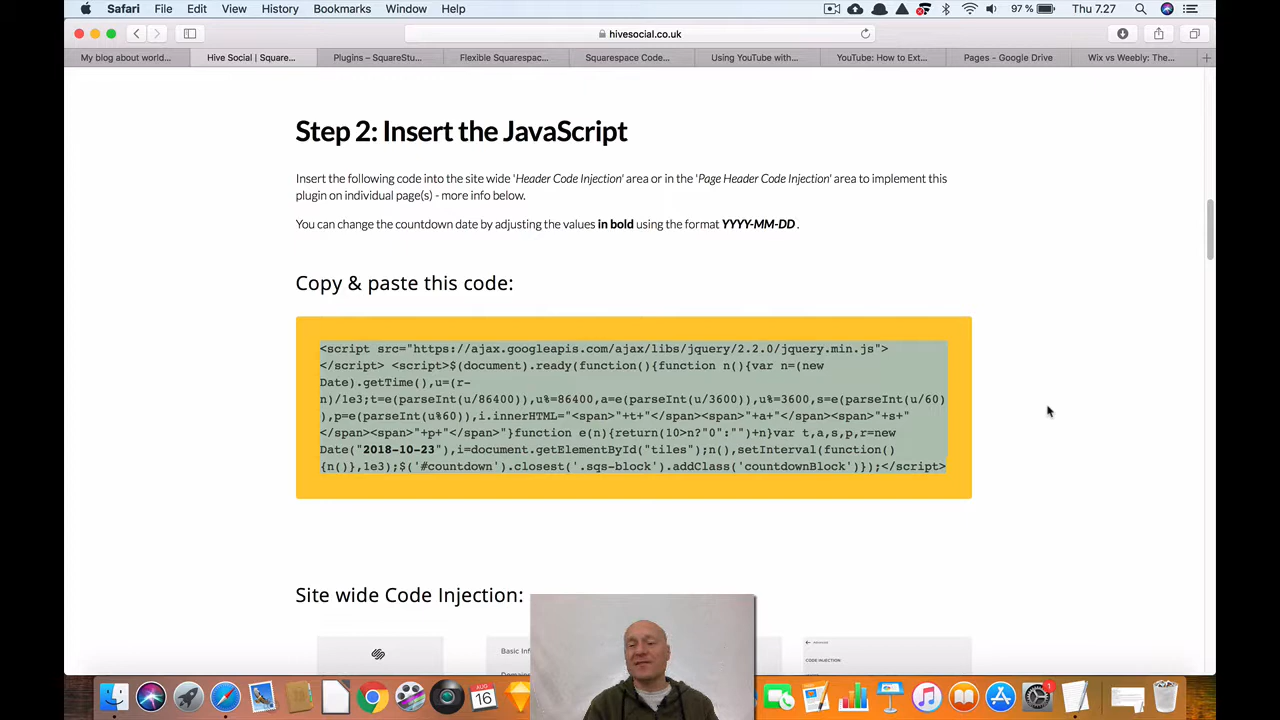 Safari File Edit View History Bookmarks Window Help 97 % Thu 7.27
hivesocial.co.uk
My blog about world... Hive Social | Square... Plugins – SquareStu... Flexible Squarespac... Squarespace Code... Using YouTube with... YouTube: How to Ext... Pages - Google Drive Wix vs Weebly: The...
Step 2: Insert the JavaScript
Insert the following code into the site wide 'Header Code Injection' area or in the 'Page Header Code Injection' area to implement this
plugin on individual page(s) - more info below.
You can change the countdown date by adjusting the values in bold using the format YYYY-MM-DD .
Copy & paste this code:
<script src="https://ajax.googleapis.com/ajax/libs/jquery/2.2.0/jquery.min.js">
</script> <script>$(document).ready(function(){function n(){var n=(new
Date).getTime(),u=(r-
n)/1e3;t=e(parseInt(u/86400)),u%=86400,a=e(parseInt(u/3600)),u%=3600,s=e(parseInt(u/60)
),p=e(parseInt(u%60)),i.innerHTML="<span>"+t+"</span><span>"+a+"</span><span>"+s+"
</span><span>"+p+"</span>"}function e(n){return(10>n?"0":"")+n}var t,a,s,p,r=new
Date("2018-10-23"),i=document.getElementById("tiles");n(),setInterval(function()
{n()},1e3);$('#countdown').closest('.sqs-block').addClass('countdownBlock')});</script>
Site wide Code Injection:
Basic Inf
CODE INJECTION
AUG
16